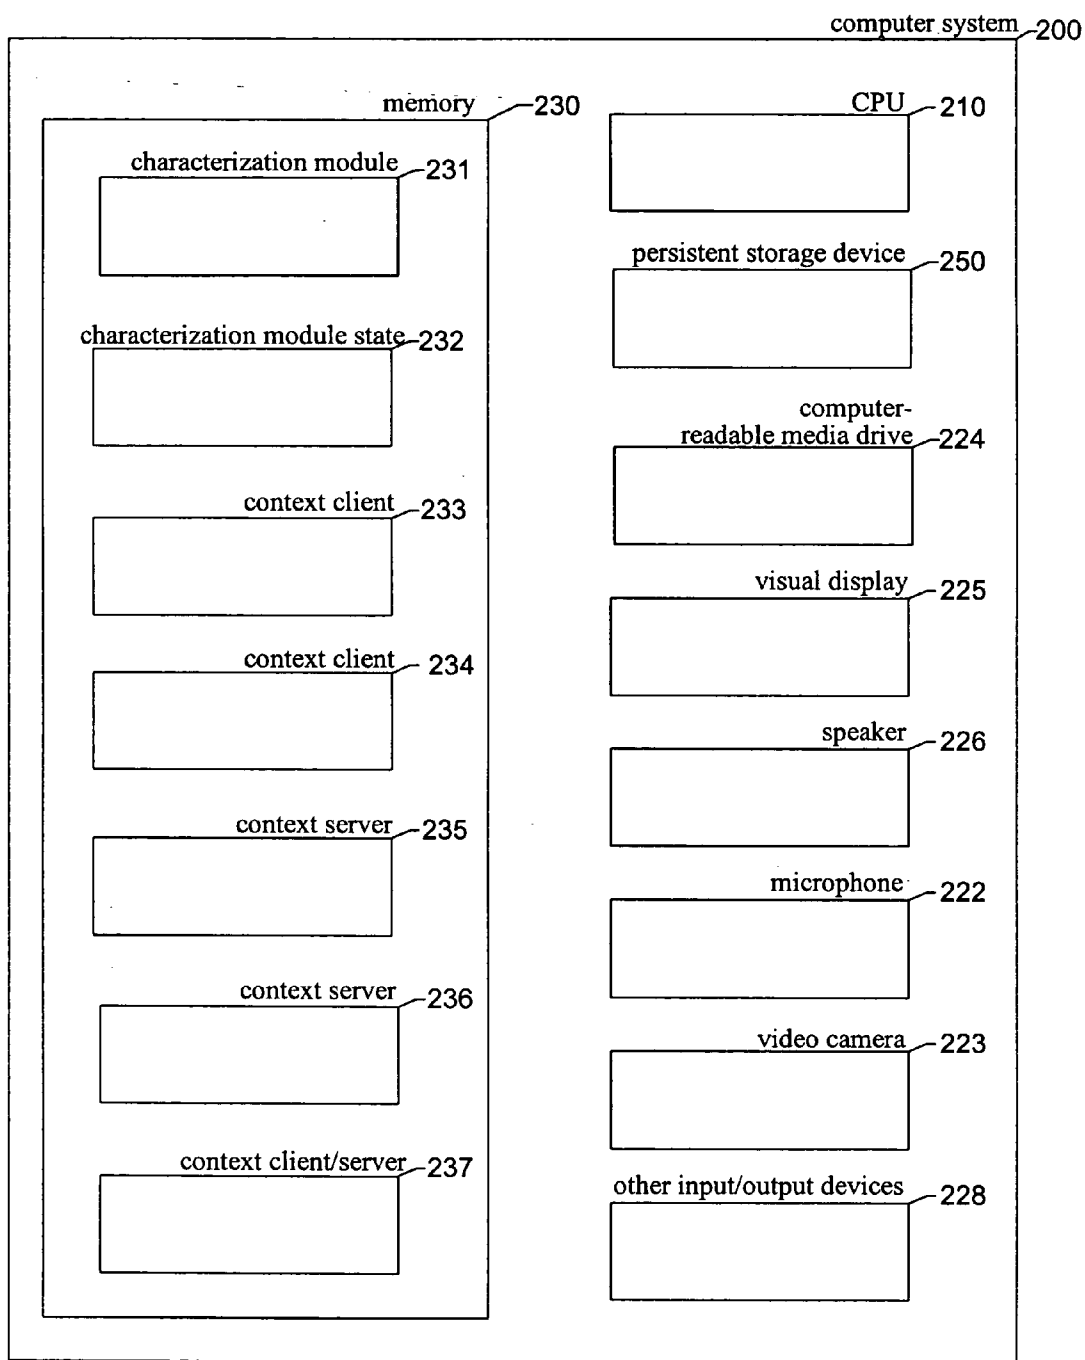 computer system 200
memory 230
characterization module 231
characterization module state 232
context client 233
context client 234
context server 235
context server 236
context client/server 237
CPU 210
persistent storage device 250
computer-
readable media drive 224
visual display 225
speaker 226
microphone 222
video camera 223
other input/output devices 228